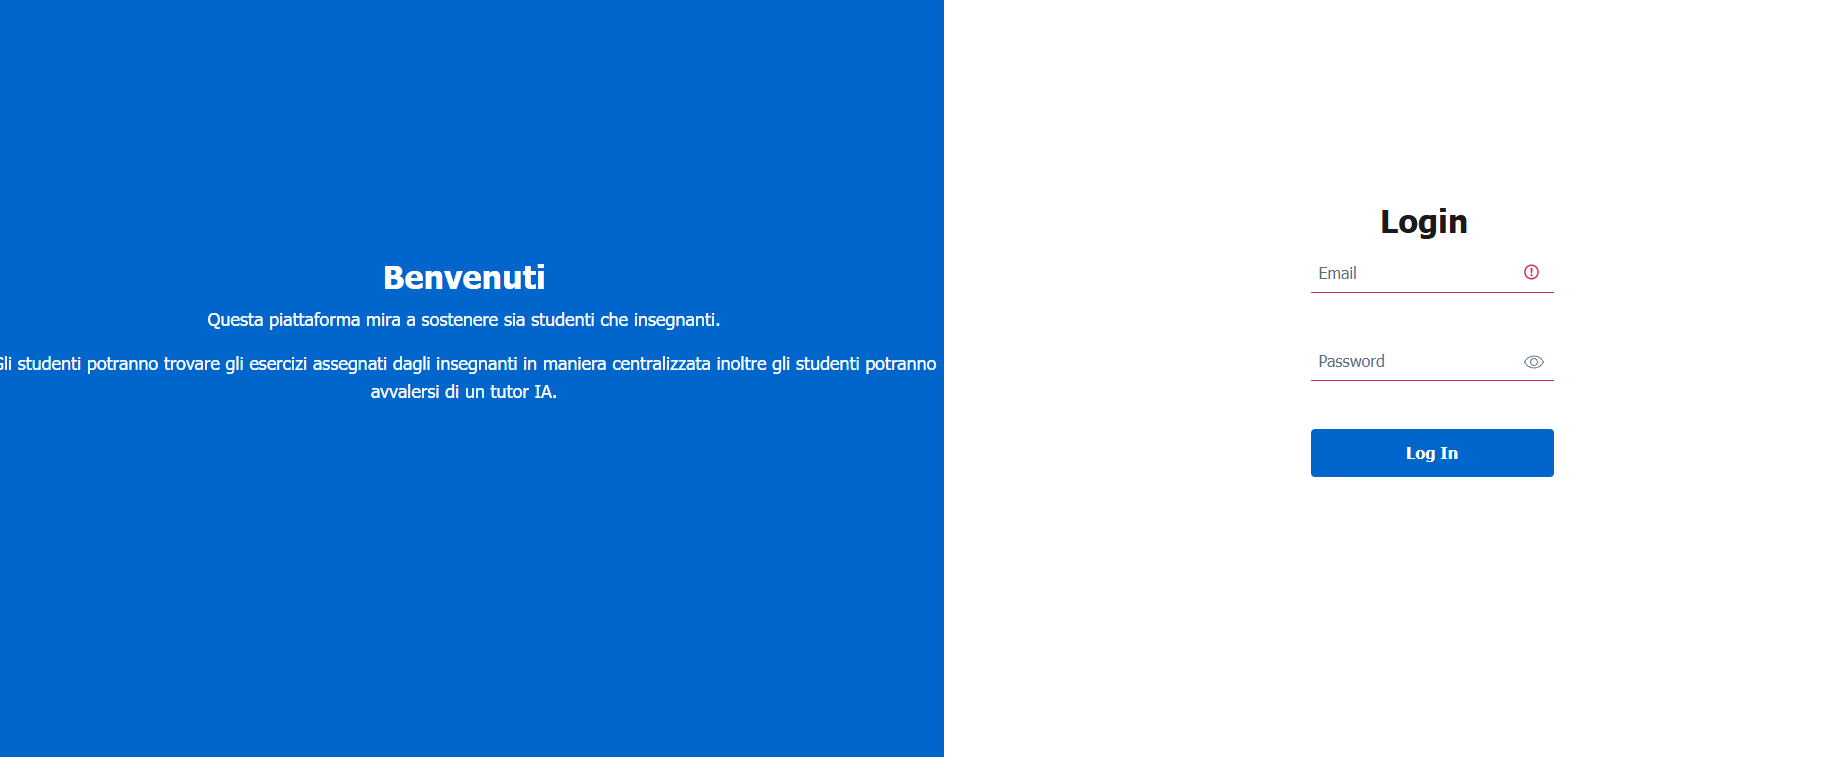 Benvenuti
Questa piattaforma mira a sostenere sia studenti che insegnanti.
Gli studenti potranno trovare gli esercizi assegnati dagli insegnanti in maniera centralizzata inoltre gli studenti potranno
avvalersi di un tutor IA.
Login
Email
Password
Log In